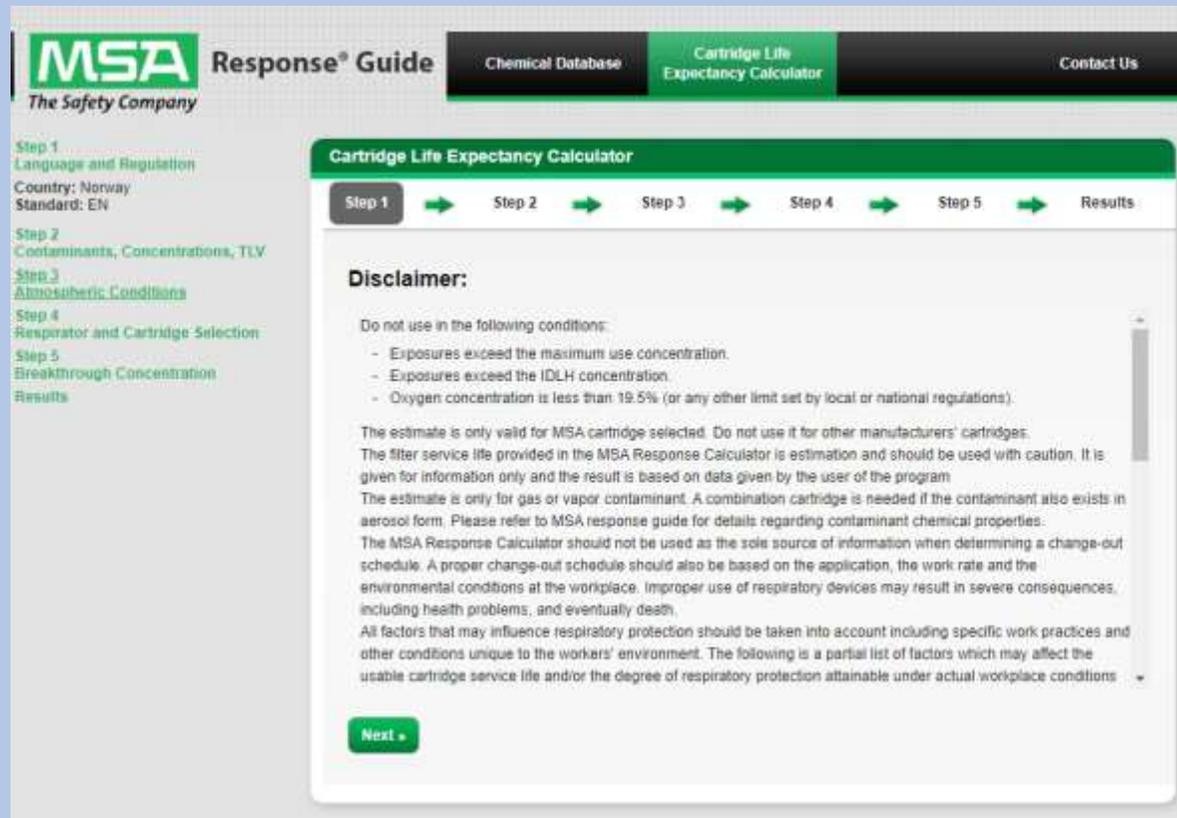 MSA
The Safety Company
Response® Guide
Chemical Database
Cartridge Life
Expectancy Calculator
Contact Us
Step 1
Language and Regulation
Country: Norway
Standard: EN
Step 2
Contaminants, Concentrations, TLV
Step 3
Atmospheric Conditions
Step 4
Respirator and Cartridge Selection
Step 5
Breakthrough Concentration
Results
Cartridge Life Expectancy Calculator
Step 1
Step 2
Step 3
Step 4
Step 5
Results
Disclaimer:
Do not use in the following conditions:
- Exposures exceed the maximum use concentration.
- Exposures exceed the IDLH concentration.
- Oxygen concentration is less than 19.5% (or any other limit set by local or national regulations).
The estimate is only valid for MSA cartridge selected. Do not use it for other manufacturers' cartridges.
The filter service life provided in the MSA Response Calculator is estimation and should be used with caution. It is
given for information only and the result is based on data given by the user of the program
The estimate is only for gas or vapor contaminant. A combination cartridge is needed if the contaminant also exists in
aerosol form. Please refer to MSA response guide for details regarding contaminant chemical properties.
The MSA Response Calculator should not be used as the sole source of information when determining a change-out
schedule. A proper change-out schedule should also be based on the application, the work rate and the
environmental conditions at the workplace. Improper use of respiratory devices may result in severe consequences,
including health problems, and eventually death.
All factors that may influence respiratory protection should be taken into account including specific work practices and
other conditions unique to the workers' environment. The following is a partial list of factors which may affect the
usable cartridge service life and/or the degree of respiratory protection attainable under actual workplace conditions
Next »